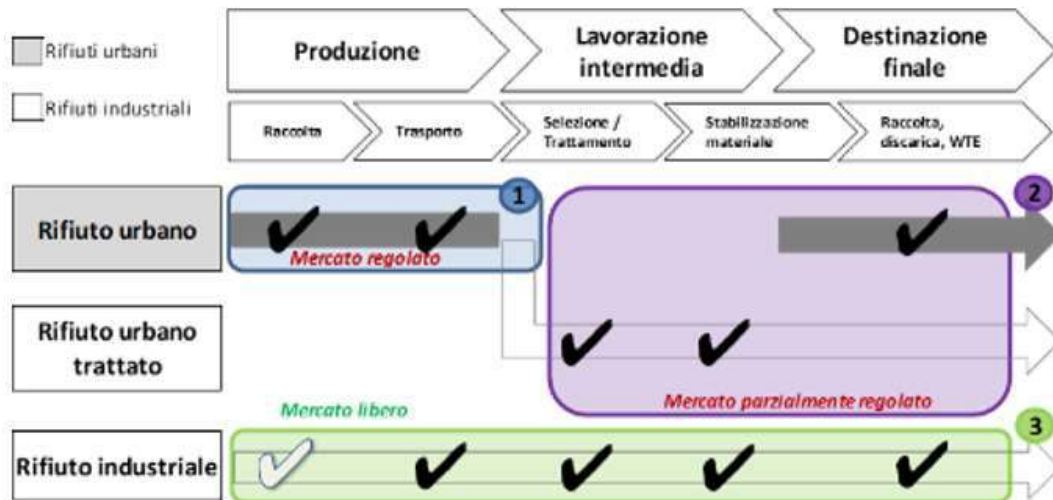 Rifiuti urbani
Rifiuti industriali
Produzione
Lavorazione
intermedia
Destinazione
finale
Raccolta
Trasporto
Selezione /
Trattamento
Stabilizzazione
materiale
Raccolta,
discarica, WTE
Rifiuto urbano
1
Mercato regolato
2
Rifiuto urbano
trattato
Mercato parzialmente regolato
Mercato libero
Rifiuto industriale
3